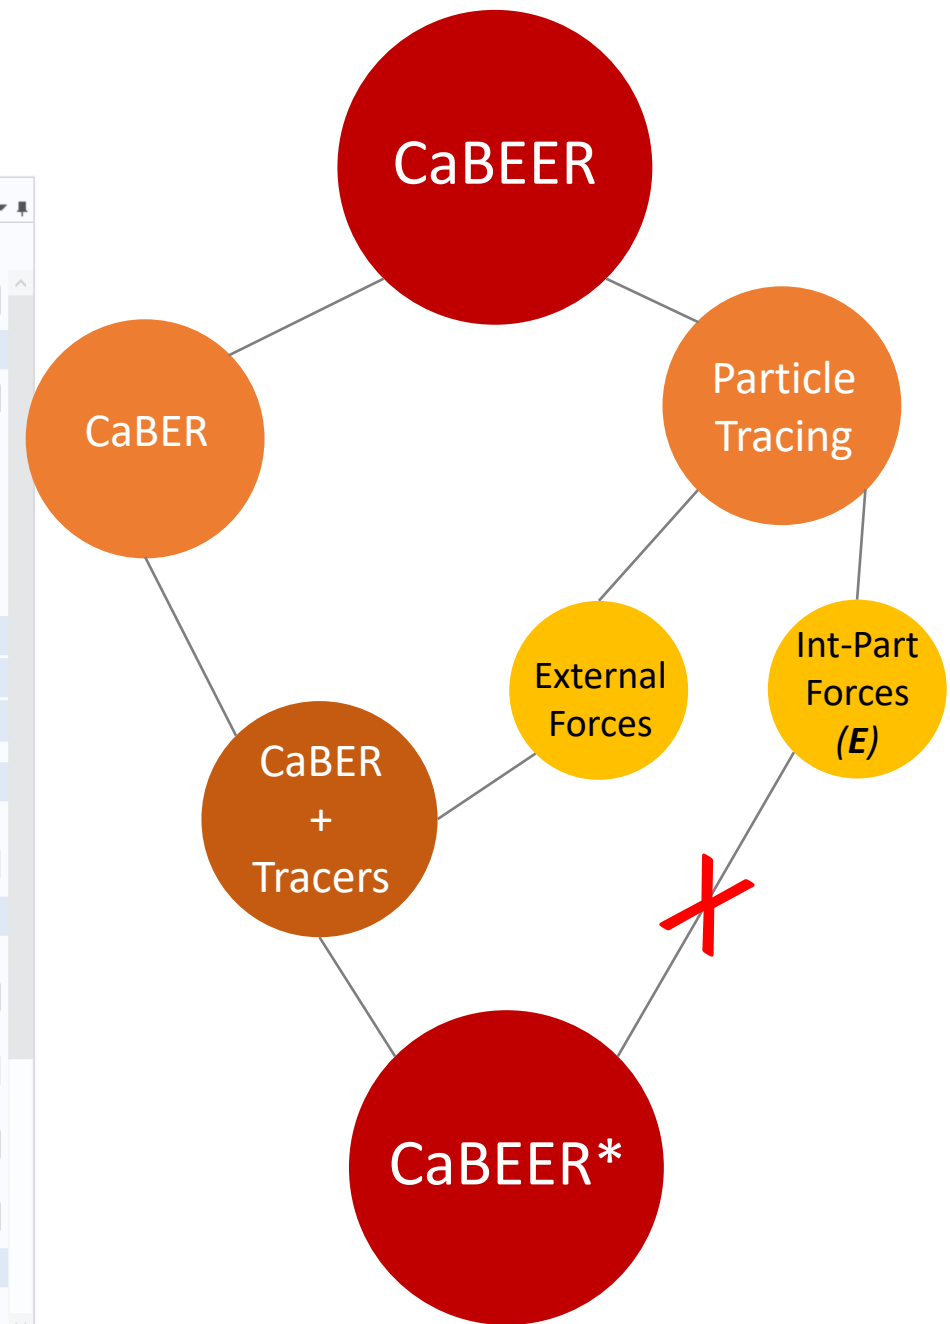 CaBEER
CaBER
Particle
Tracing
External
Forces
Int-Part
Forces
(E)
CaBER
+
Tracers
CaBEER*